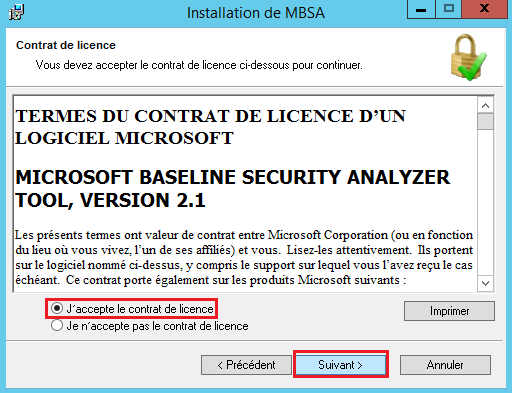 Installation de MBSA
Contrat de licence
Vous devez accepter le contrat de licence ci-dessous pour continuer.
TERMES DU CONTRAT DE LICENCE D’UN
LOGICIEL MICROSOFT
MICROSOFT BASELINE SECURITY ANALYZER
TOOL, VERSION 2.1
Les présents termes ont valeur de contrat entre Microsoft Corporation (ou en fonction
du lieu où vous vivez, l’un de ses affiliés) et vous. Lisez-les attentivement. Ils portent
sur le logiciel nommé ci-dessus, y compris le support sur lequel vous l’avez reçu le cas
échéant. Ce contrat porte également sur les produits Microsoft suivants :
J’accepte le contrat de licence
Je n’accepte pas le contrat de licence
Imprimer
< Précédent
Suivant >
Annuler